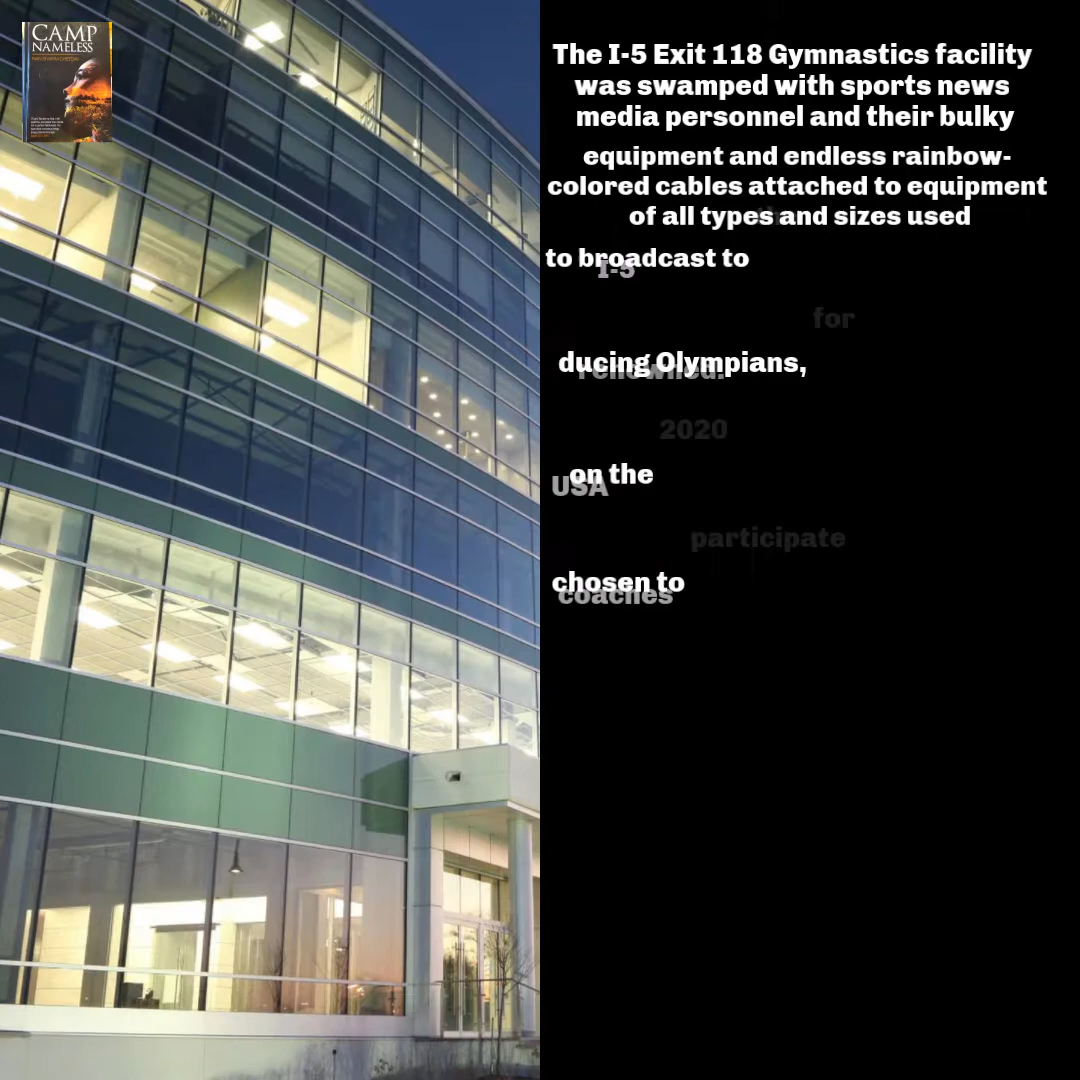 CAMP
NAMELESS
The I-5 Exit 118 Gymnastics facility
was swamped with sports news
media personnel and their bulky
equipment and endless rainbow-
colored cables attached to equipment
of all types and sizes used
to broadcast to
I-5
for
ducing Olympians,
renowned.
2020
on the
USA
participate
chosen to
coaches